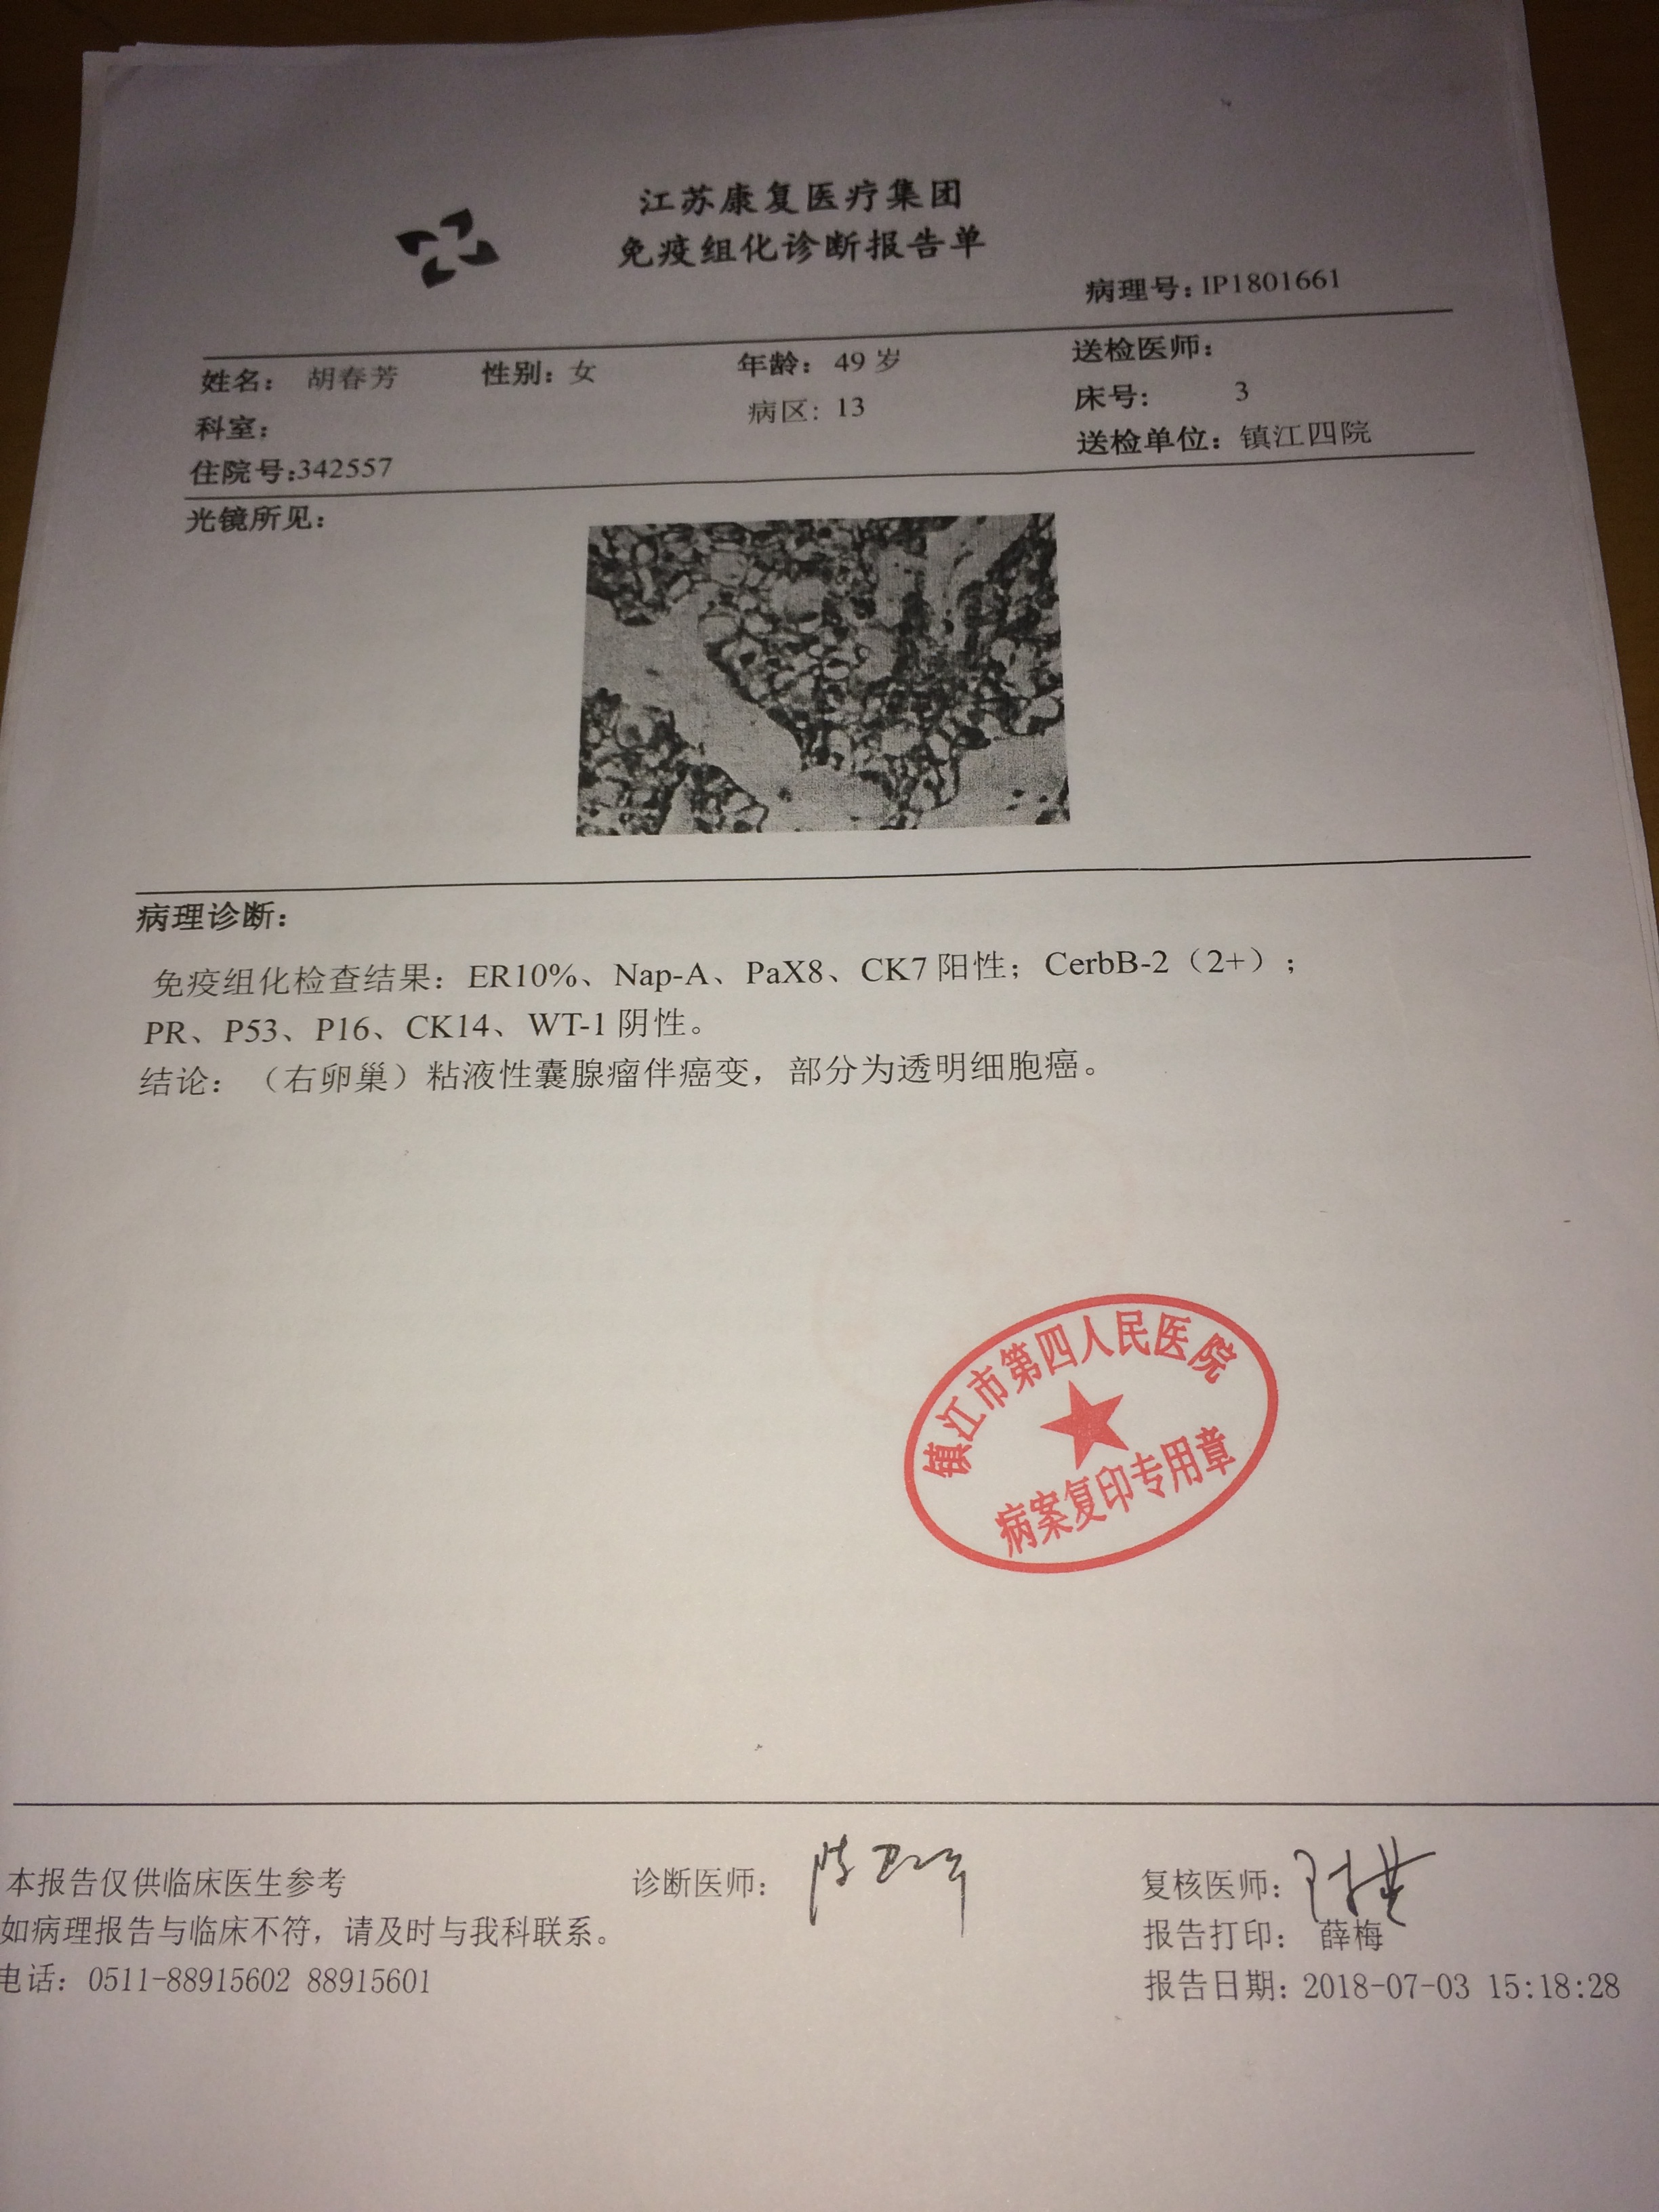 江苏康复医疗集团
免疫组化诊断报告单
病理号：IP1801661
姓名： 胡春芳 性别：女 年龄： 49 岁 送检医师：
科室： 病区：13 床号： 3
住院号:342557 送检单位：镇江四院
光镜所见：
病理诊断：
免疫组化检查结果：ER10%、Nap-A、PaX8、CK7 阳性；CerbB-2（2+）；
PR、P53、P16、CK14、WT-1 阴性。
结论：（右卵巢）粘液性囊腺瘤伴癌变，部分为透明细胞癌。
镇江市第四人民医院
病案复印专用章
本报告仅供临床医生参考 诊断医师： 复核医师：
如病理报告与临床不符，请及时与我科联系。 报告打印： 薛梅
电话：0511-88915602 88915601 报告日期：2018-07-03 15:18:28